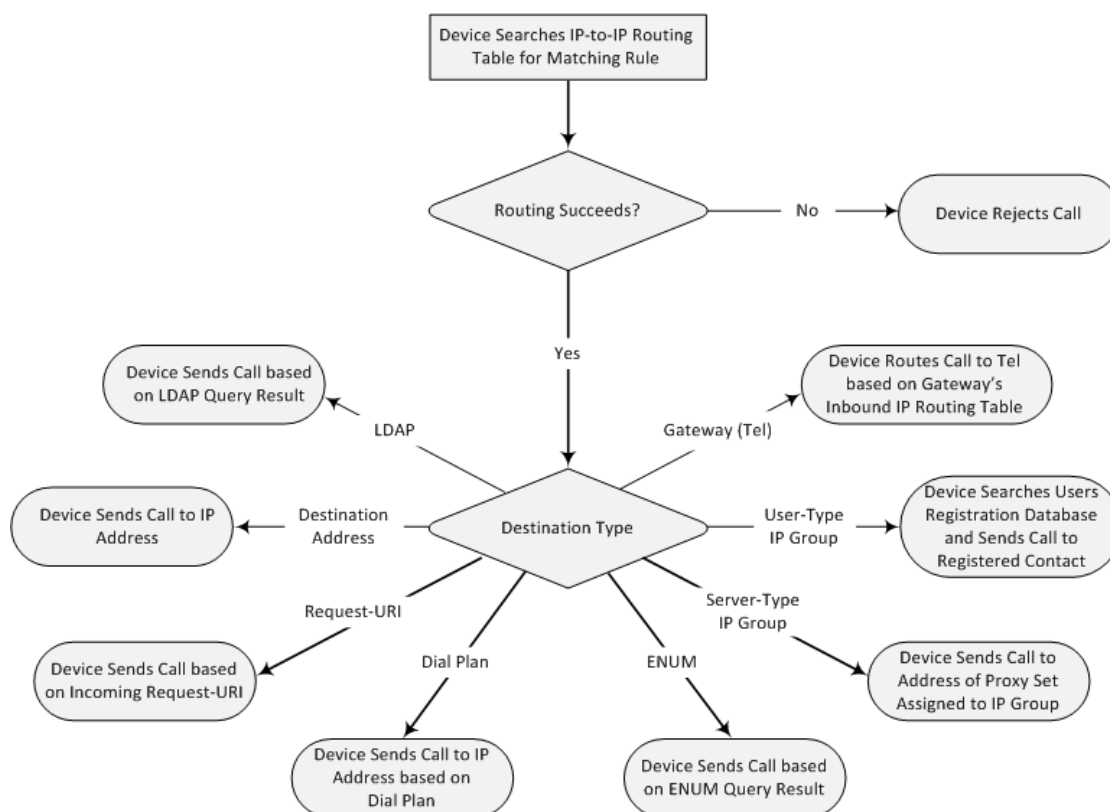 Device Searches IP-to-IP Routing
Table for Matching Rule
Routing Succeeds?
No
Device Rejects Call
Yes
Device Sends Call based
on LDAP Query Result
LDAP
Gateway (Tel)
Device Routes Call to Tel
based on Gateway's
Inbound IP Routing Table
Device Sends Call to IP
Address
Destination
Address
Destination Type
User-Type
IP Group
Device Searches Users
Registration Database
and Sends Call to
Registered Contact
Request-URI
Device Sends Call based
on Incoming Request-URI
Dial Plan
Device Sends Call to IP
Address based on
Dial Plan
ENUM
Device Sends Call based
on ENUM Query Result
Server-Type
IP Group
Device Sends Call to
Address of Proxy Set
Assigned to IP Group